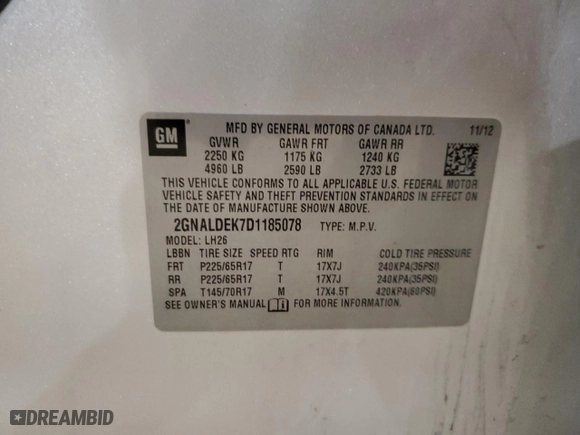 GM
MFD BY GENERAL MOTORS OF CANADA LTD. 11/12
GVWR GAWR FRT GAWR RR
2250 KG 1175 KG 1240 KG
4960 LB 2590 LB 2733 LB
THIS VEHICLE CONFORMS TO ALL APPLICABLE U.S. FEDERAL MOTOR
VEHICLE SAFETY AND THEFT PREVENTION STANDARDS IN EFFECT ON
THE DATE OF MANUFACTURE SHOWN ABOVE.
2GNALDEK7D1185078 TYPE: M.P.V.
MODEL: LH26
LBBN TIRE SIZE SPEED RTG RIM COLD TIRE PRESSURE
FRT P225/65R17 T 17X7J 240KPA(35PSI)
RR P225/65R17 T 17X7J 240KPA(35PSI)
SPA T145/70R17 M 17X4.5T 420KPA(60PSI)
SEE OWNER'S MANUAL FOR MORE INFORMATION.
DREAMBID